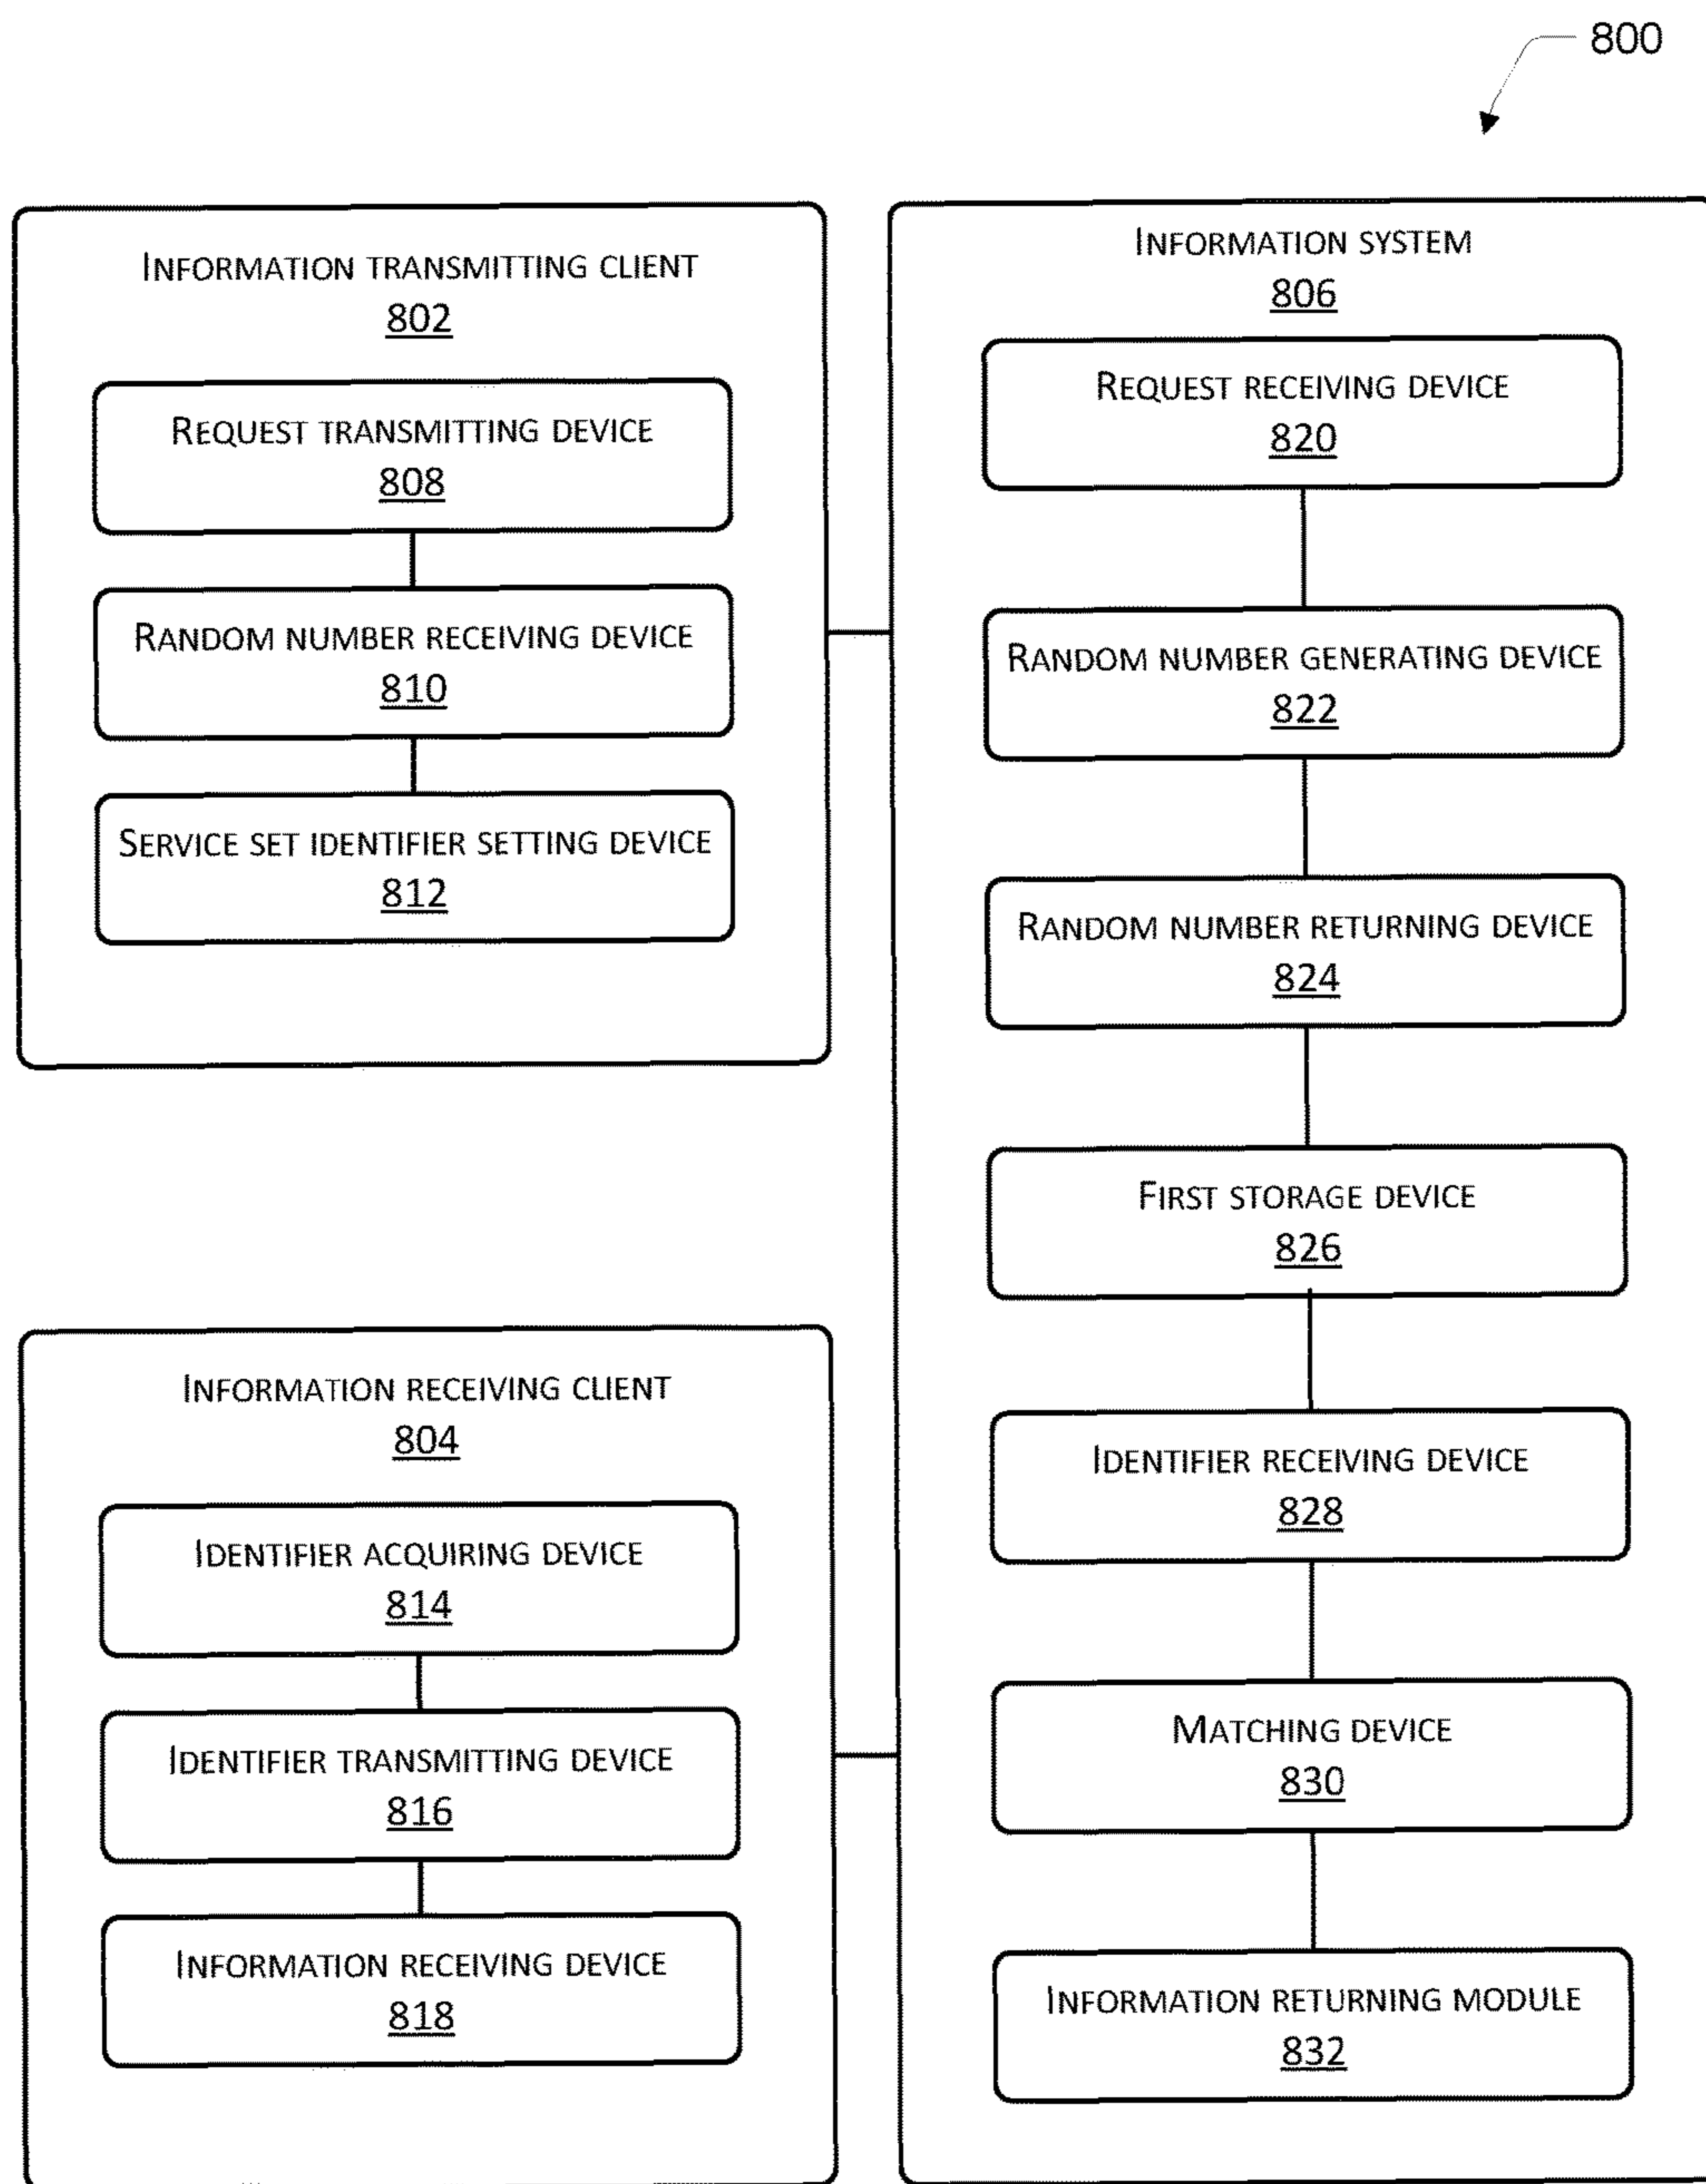 800
INFORMATION TRANSMITTING CLIENT
802
REQUEST TRANSMITTING DEVICE
808
RANDOM NUMBER RECEIVING DEVICE
810
SERVICE SET IDENTIFIER SETTING DEVICE
812
INFORMATION RECEIVING CLIENT
804
IDENTIFIER ACQUIRING DEVICE
814
IDENTIFIER TRANSMITTING DEVICE
816
INFORMATION RECEIVING DEVICE
818
INFORMATION SYSTEM
806
REQUEST RECEIVING DEVICE
820
RANDOM NUMBER GENERATING DEVICE
822
RANDOM NUMBER RETURNING DEVICE
824
FIRST STORAGE DEVICE
826
IDENTIFIER RECEIVING DEVICE
828
MATCHING DEVICE
830
INFORMATION RETURNING MODULE
832